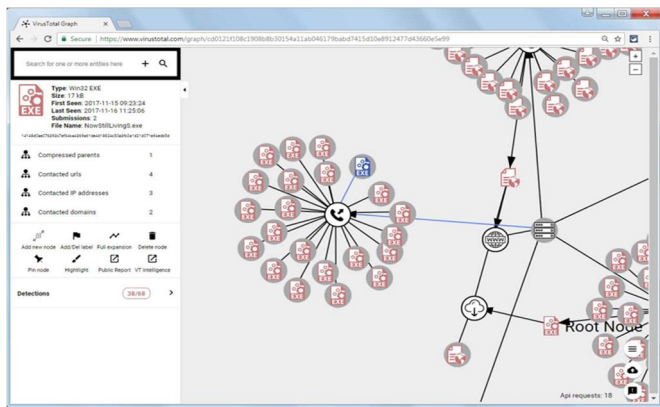 VirusTotal Graph
Secure | https://www.virustotal.com/graph/cd0121f108c1908b8b30154a11ab046179babd7415d10e8912477d43660e5e99
Search for one or more entities here
Type: Win32 EXE
Size: 17 kB
First Seen: 2017-11-15 09:23:24
Last Seen: 2017-11-16 11:25:06
Submissions: 2
File Name: NowStillLivingS.exe
Compressed parents 1
Contacted urls 4
Contacted IP addresses 3
Contacted domains 2
Add new node Add/Del label Full expansion Delete node
Pin node Highlight Public Report VT Intelligence
Detections 38/68
Root Node
Api requests: 18